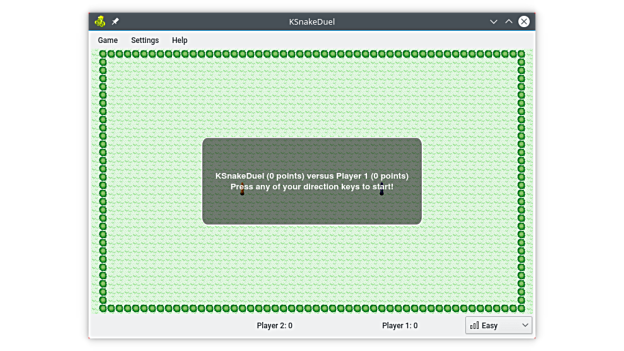 KSnakeDuel
Game Settings Help
KSnakeDuel (0 points) versus Player 1 (0 points)
Press any of your direction keys to start!
Player 2: 0 Player 1: 0 Easy